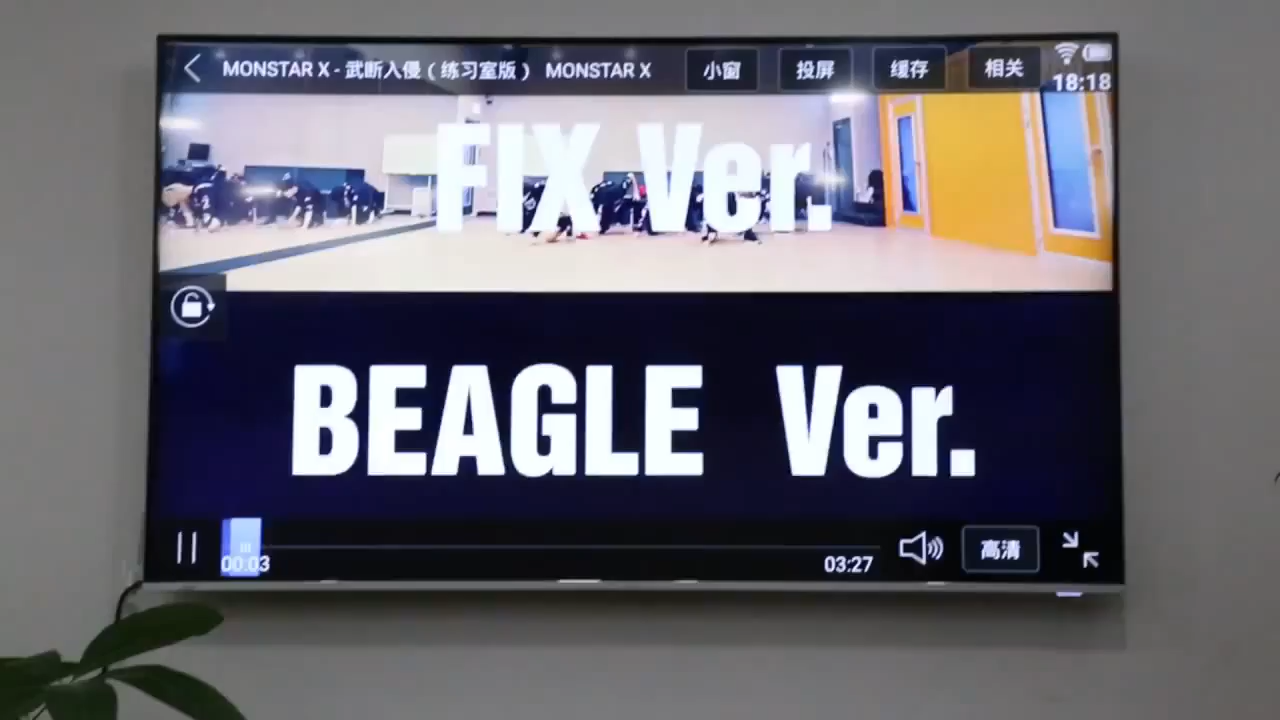 MONSTAR X - 武断入侵（练习室版） MONSTAR X 小窗 投屏 缓存 相关
18:18
FIX Ver.
BEAGLE Ver.
00:03 03:27 高清